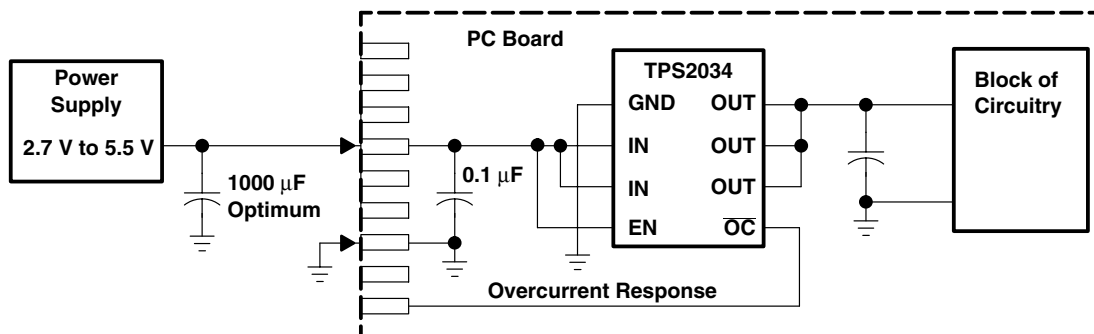 PC Board
Power
Supply
2.7 V to 5.5 V
1000 μF
Optimum
0.1 μF
TPS2034
GND OUT
IN OUT
IN OUT
EN O̅C̅
Block of
Circuitry
Overcurrent Response